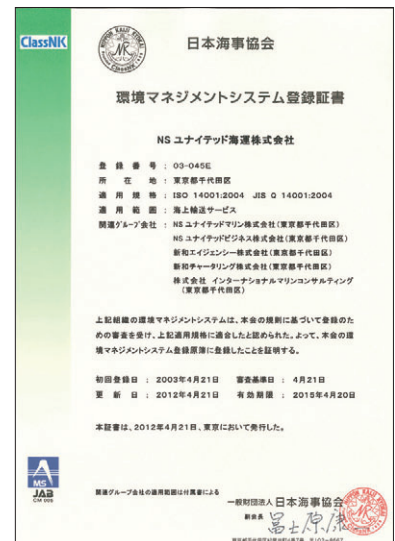 ClassNK
日本海事協会
環境マネジメントシステム登録証書
NS ユナイテッド海運株式会社
登録番号 : 03-045E
所在地 : 東京都千代田区
適用規格 : ISO 14001:2004 JIS Q 14001:2004
適用範囲 : 海上輸送サービス
関連グループ会社 : NS ユナイテッドマリン株式会社(東京都千代田区)
NS ユナイテッドビジネス株式会社(東京都千代田区)
新和エイジェンシー株式会社(東京都千代田区)
新和チャータリング株式会社(東京都千代田区)
株式会社 インターナショナルマリンコンサルティング
(東京都千代田区)
上記組織の環境マネジメントシステムは、本会の規則に基づいて登録のた
めの審査を受け、上記適用規格に適合したと認められた。よって、本会の環
境マネジメントシステム登録原簿に登録したことを証明する。
初回登録日 : 2003年4月21日 審査基準日 : 4月21日
更新日 : 2012年4月21日 有効期限 : 2015年4月20日
本証書は、2012年4月21日、東京において発行した。
MS
JAB
CM 005
関連グループ会社の適用範囲は付属書による
一般財団法人 日本海事協会
副会長 冨士原康